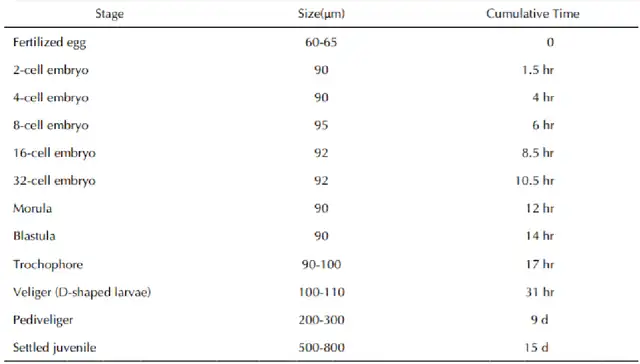 Stage Size(μm) Cumulative Time
Fertilized egg 60-65 0
2-cell embryo 90 1.5 hr
4-cell embryo 90 4 hr
8-cell embryo 95 6 hr
16-cell embryo 92 8.5 hr
32-cell embryo 92 10.5 hr
Morula 90 12 hr
Blastula 90 14 hr
Trochophore 90-100 17 hr
Veliger (D-shaped larvae) 100-110 31 hr
Pediveliger 200-300 9 d
Settled juvenile 500-800 15 d